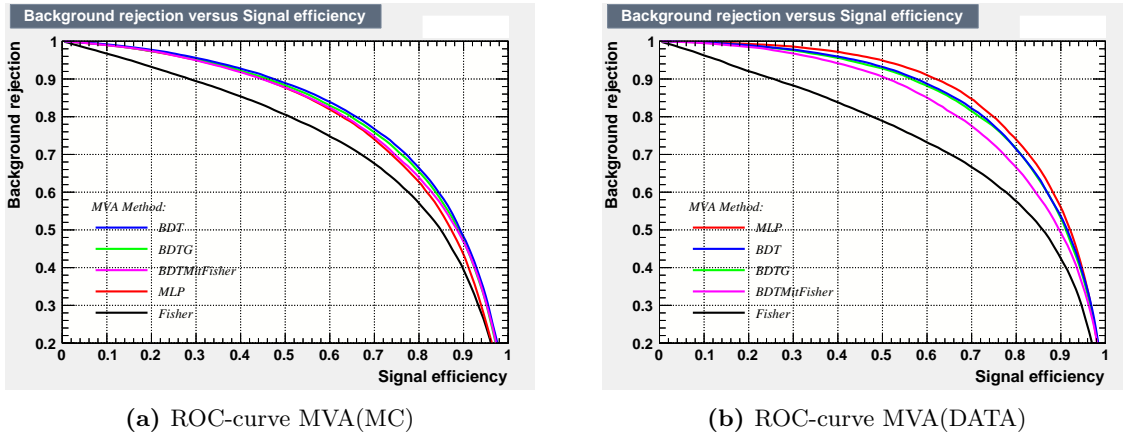 Background rejection versus Signal efficiency
Background rejection
1
0.9
0.8
0.7
0.6
0.5
0.4
0.3
0.2
MVA Method:
BDT
BDTG
BDTMitFisher
MLP
Fisher
0 0.1 0.2 0.3 0.4 0.5 0.6 0.7 0.8 0.9 1
Signal efficiency
(a) ROC-curve MVA(MC)
Background rejection versus Signal efficiency
Background rejection
1
0.9
0.8
0.7
0.6
0.5
0.4
0.3
0.2
MVA Method:
MLP
BDT
BDTG
BDTMitFisher
Fisher
0 0.1 0.2 0.3 0.4 0.5 0.6 0.7 0.8 0.9 1
Signal efficiency
(b) ROC-curve MVA(DATA)